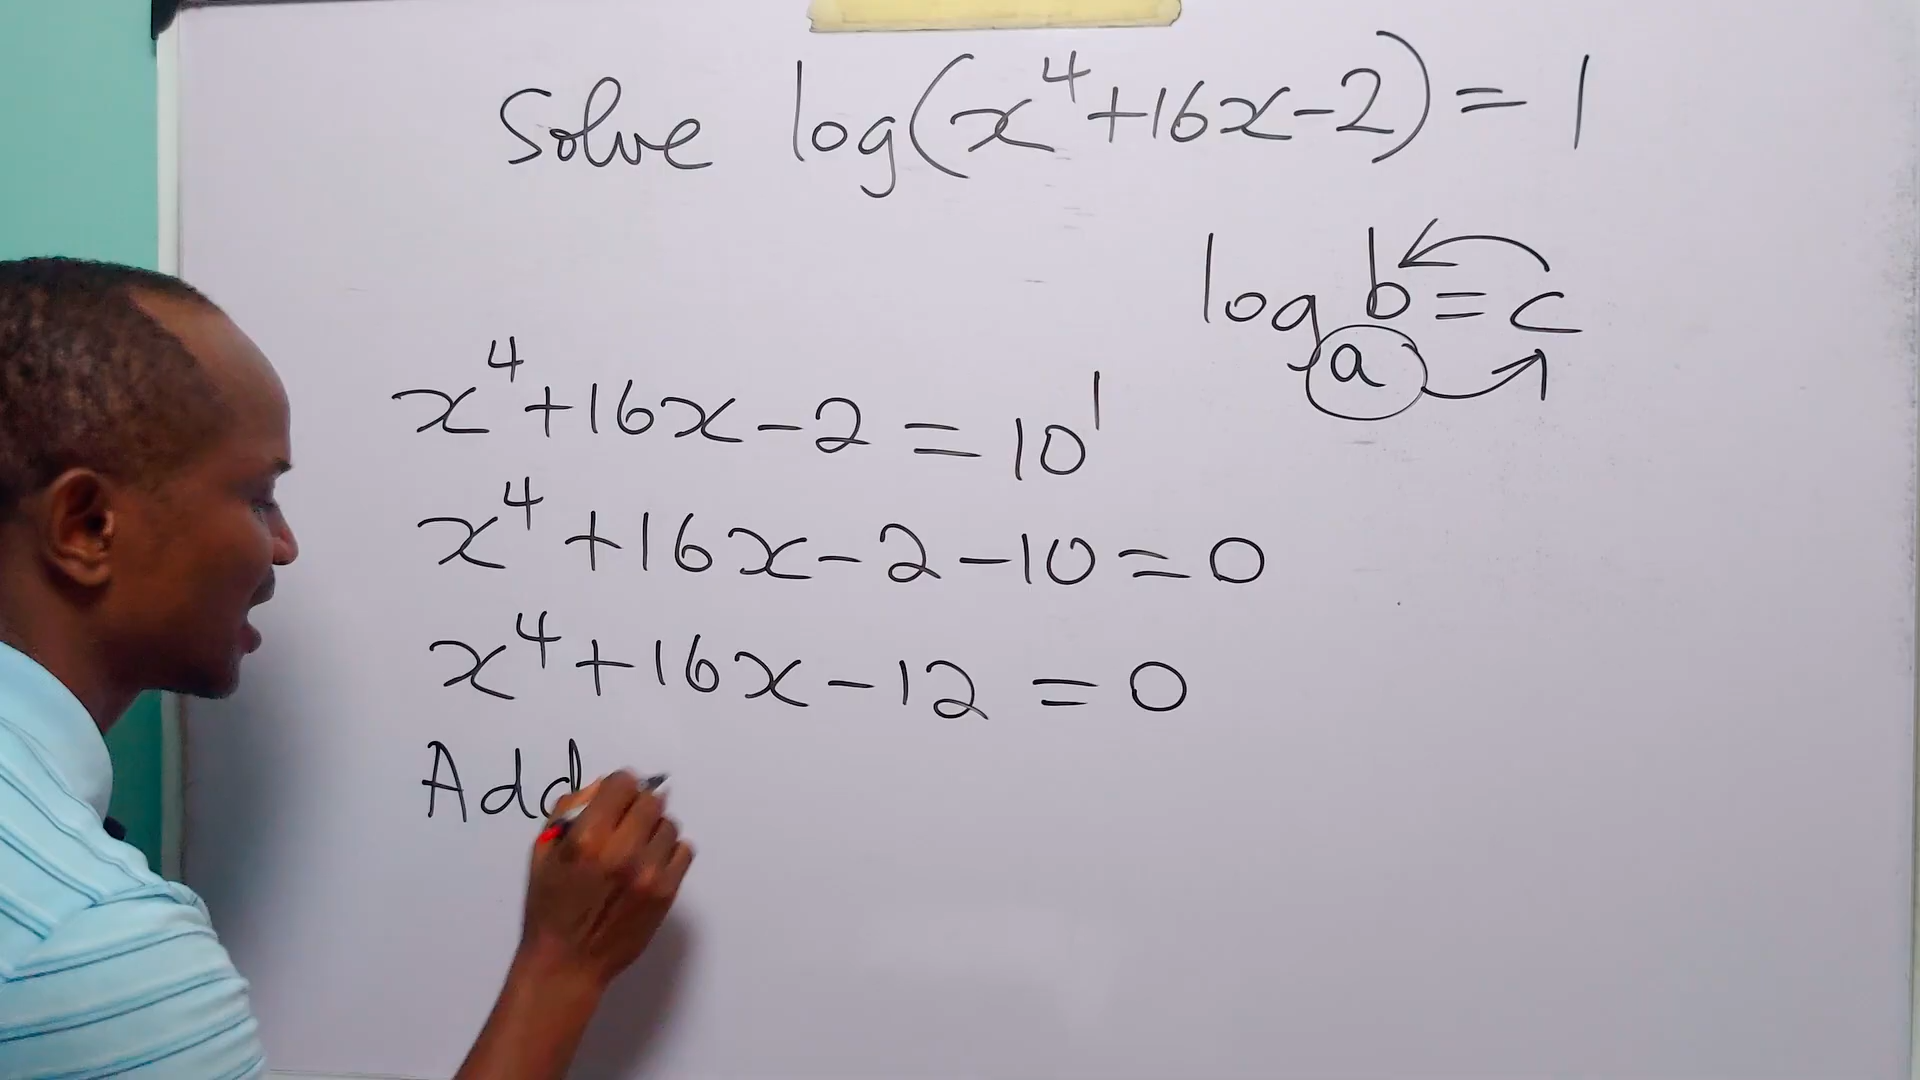 Solve log(x⁴+16x-2) = 1
log_a b = c
x⁴+16x-2 = 10¹
x⁴+16x-2-10=0
x⁴+16x-12 = 0
Add